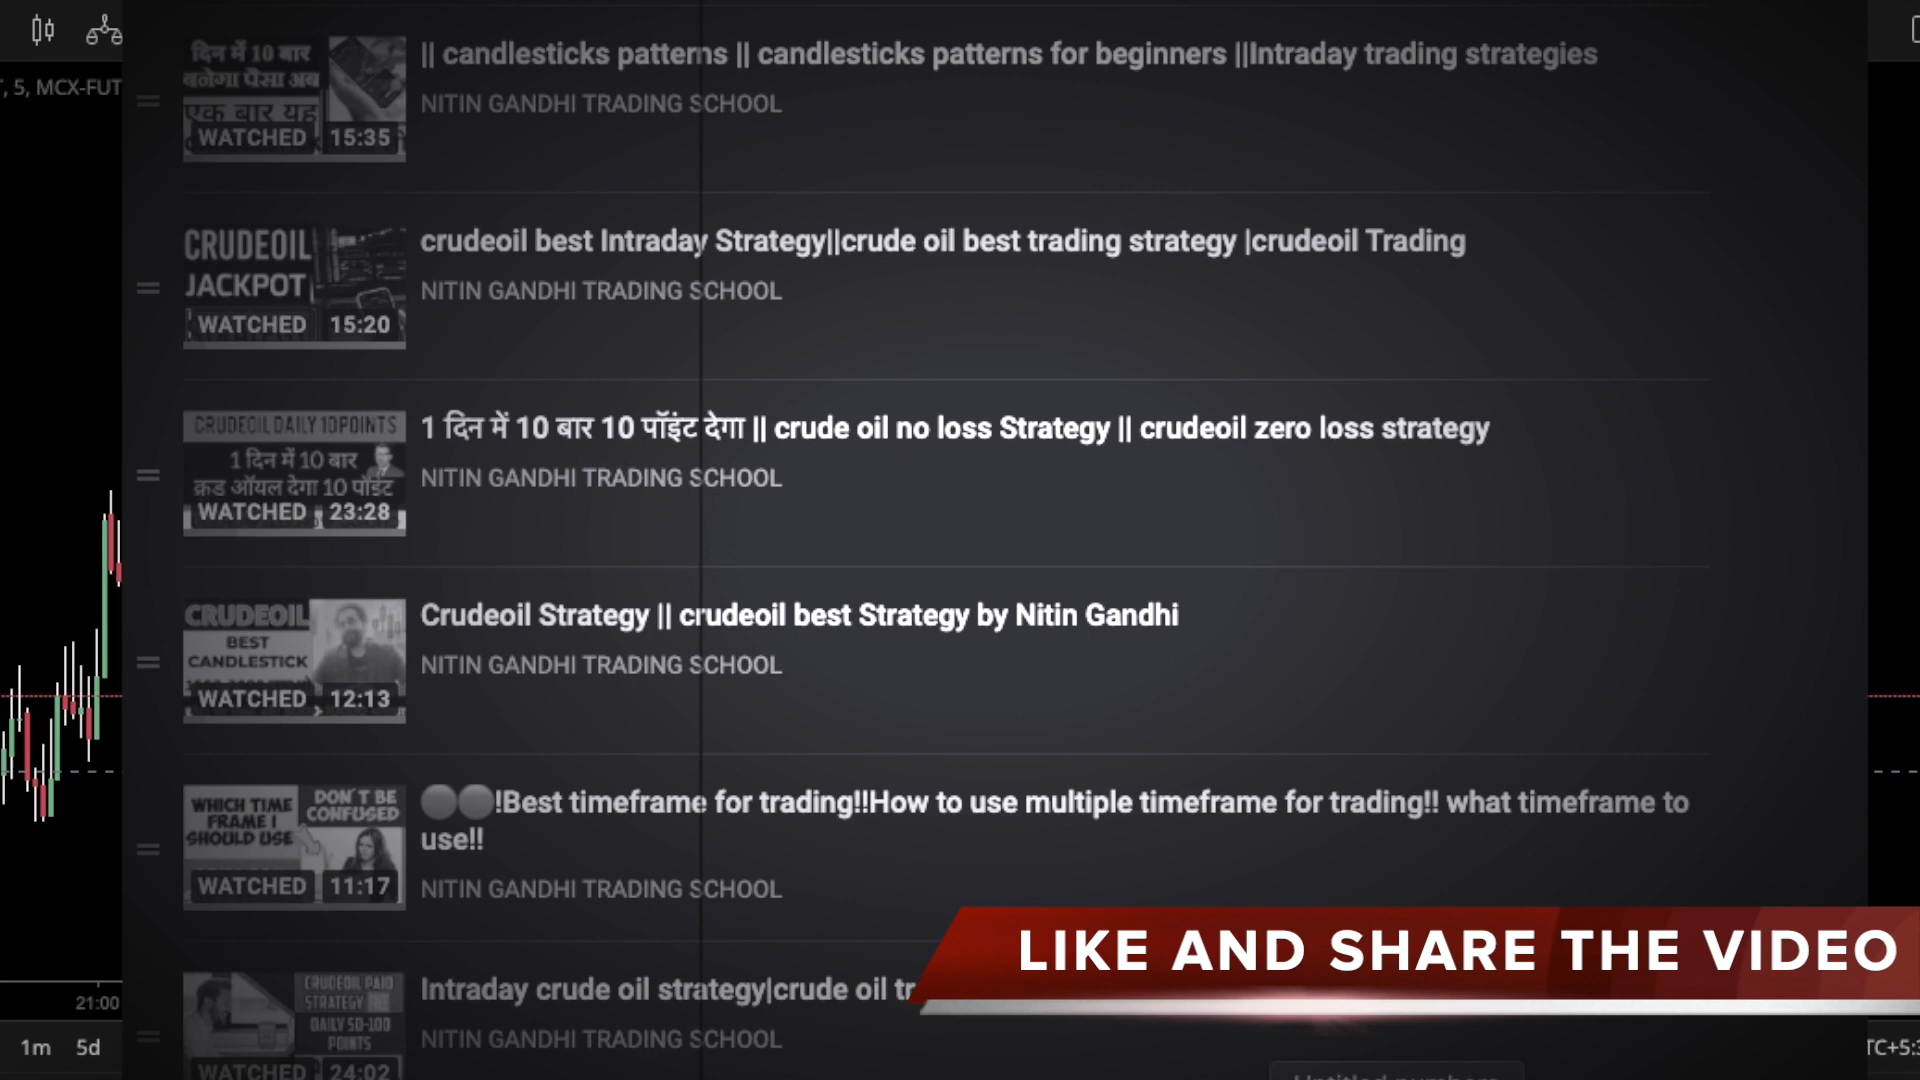 दिन में 10 बार
बनेगा पैसा अब
एक बार यह
WATCHED 15:35
|| candlesticks patterns || candlesticks patterns for beginners ||Intraday trading strategies
NITIN GANDHI TRADING SCHOOL
, 5, MCX-FUT
CRUDEOIL
JACKPOT
WATCHED 15:20
crudeoil best Intraday Strategy||crude oil best trading strategy |crudeoil Trading
NITIN GANDHI TRADING SCHOOL
CRUDEOIL DAILY 10POINTS
1 दिन में 10 बार
क्रूड ऑयल देगा 10 पॉइंट
WATCHED 23:28
1 दिन में 10 बार 10 पॉइंट देगा || crude oil no loss Strategy || crudeoil zero loss strategy
NITIN GANDHI TRADING SCHOOL
CRUDEOIL
BEST
CANDLESTICK
WATCHED 12:13
Crudeoil Strategy || crudeoil best Strategy by Nitin Gandhi
NITIN GANDHI TRADING SCHOOL
WHICH TIME
FRAME I
SHOULD USE
DON'T BE
CONFUSED
WATCHED 11:17
!Best timeframe for trading!!How to use multiple timeframe for trading!! what timeframe to
use!!
NITIN GANDHI TRADING SCHOOL
LIKE AND SHARE THE VIDEO
CRUDEOIL PAID
STRATEGY
DAILY 50-100
POINTS
WATCHED 24:02
Intraday crude oil strategy|crude oil tr
NITIN GANDHI TRADING SCHOOL
21:00
1m 5d
TC+5:3